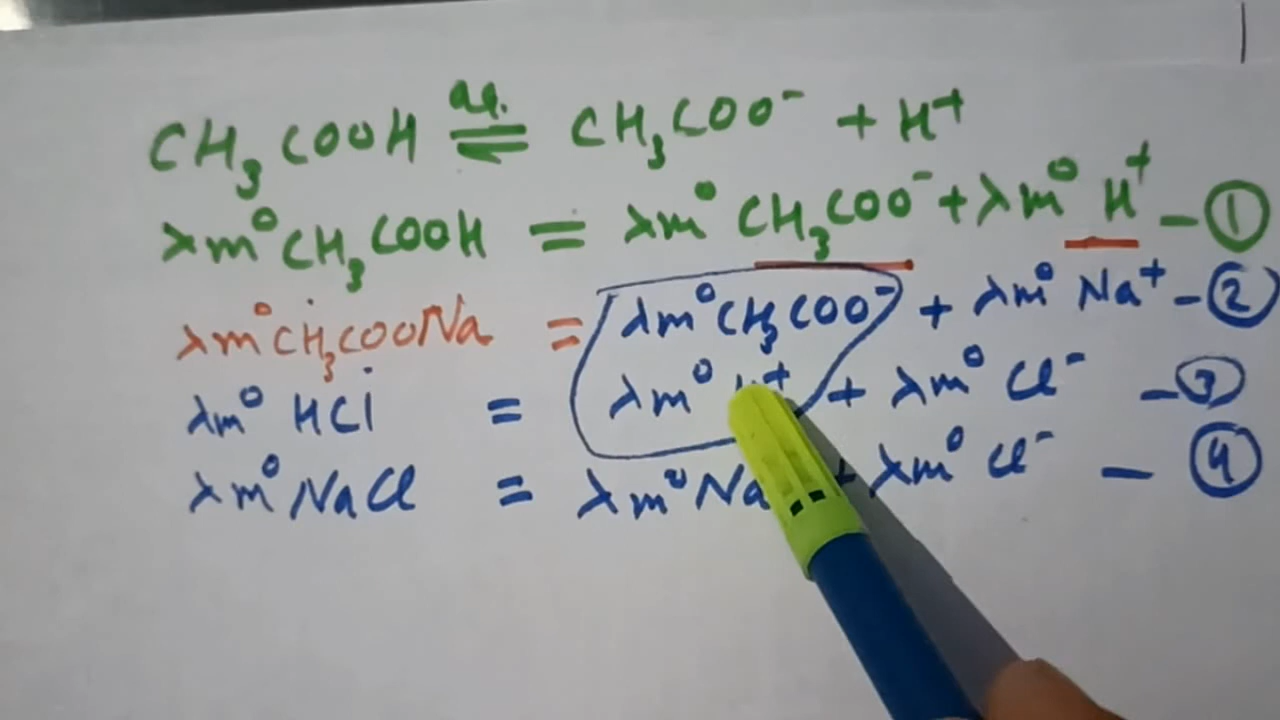 CH₃COOH ⇌ (aq.) CH₃COO⁻ + H⁺
λm° CH₃COOH = λm° CH₃COO⁻ + λm° H⁺ – ①
λm° CH₃COONa = λm° CH₃COO⁻ + λm° Na⁺ – ②
λm° HCl = λm° H⁺ + λm° Cl⁻ – ③
λm° NaCl = λm° Na + λm° Cl⁻ – ④